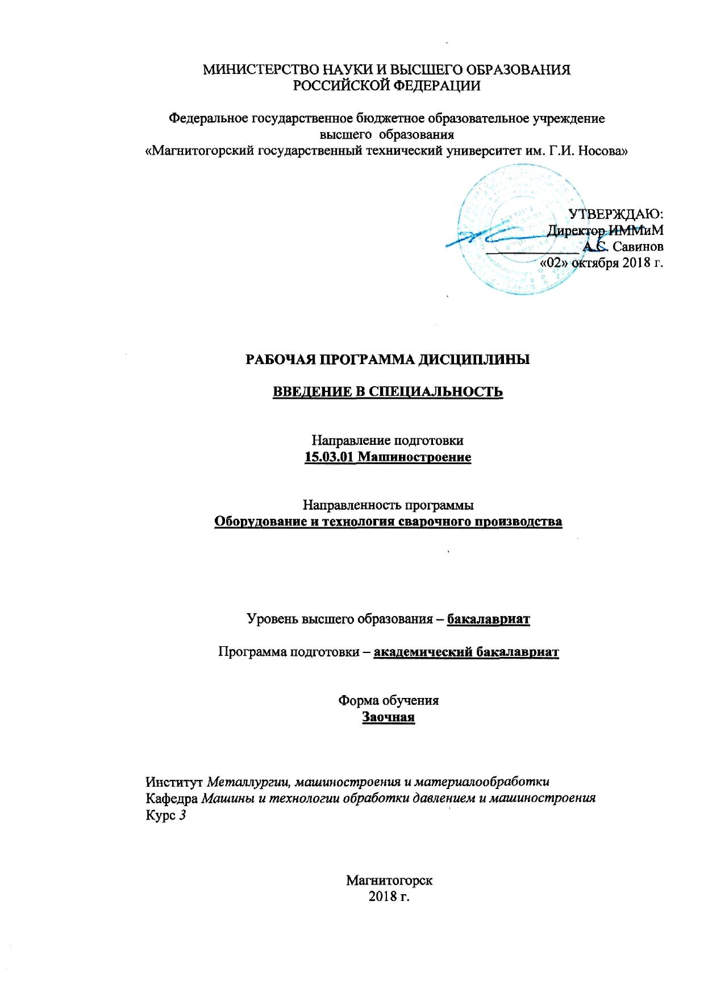 МИНИСТЕРСТВО НАУКИ И ВЫСШЕГО ОБРАЗОВАНИЯ
РОССИЙСКОЙ ФЕДЕРАЦИИ
Федеральное государственное бюджетное образовательное учреждение
высшего образования
«Магнитогорский государственный технический университет им. Г.И. Носова»
УТВЕРЖДАЮ:
Директор ИММиМ
А.С. Савинов
«02» октября 2018 г.
РАБОЧАЯ ПРОГРАММА ДИСЦИПЛИНЫ
ВВЕДЕНИЕ В СПЕЦИАЛЬНОСТЬ
Направление подготовки
15.03.01 Машиностроение
Направленность программы
Оборудование и технология сварочного производства
Уровень высшего образования – бакалавриат
Программа подготовки – академический бакалавриат
Форма обучения
Заочная
Институт Металлургии, машиностроения и материалообработки
Кафедра Машины и технологии обработки давлением и машиностроения
Курс 3
Магнитогорск
2018 г.